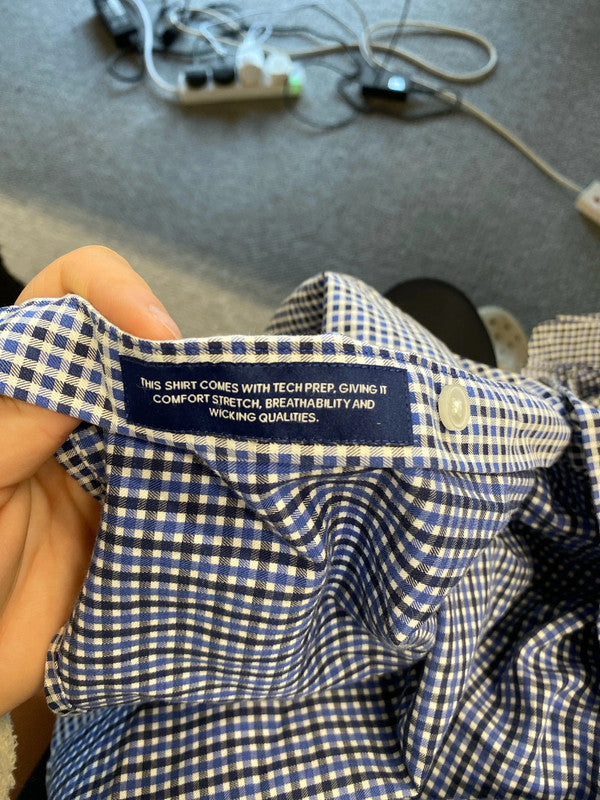 THIS SHIRT COMES WITH TECH PREP, GIVING IT
COMFORT STRETCH, BREATHABILITY AND
WICKING QUALITIES.